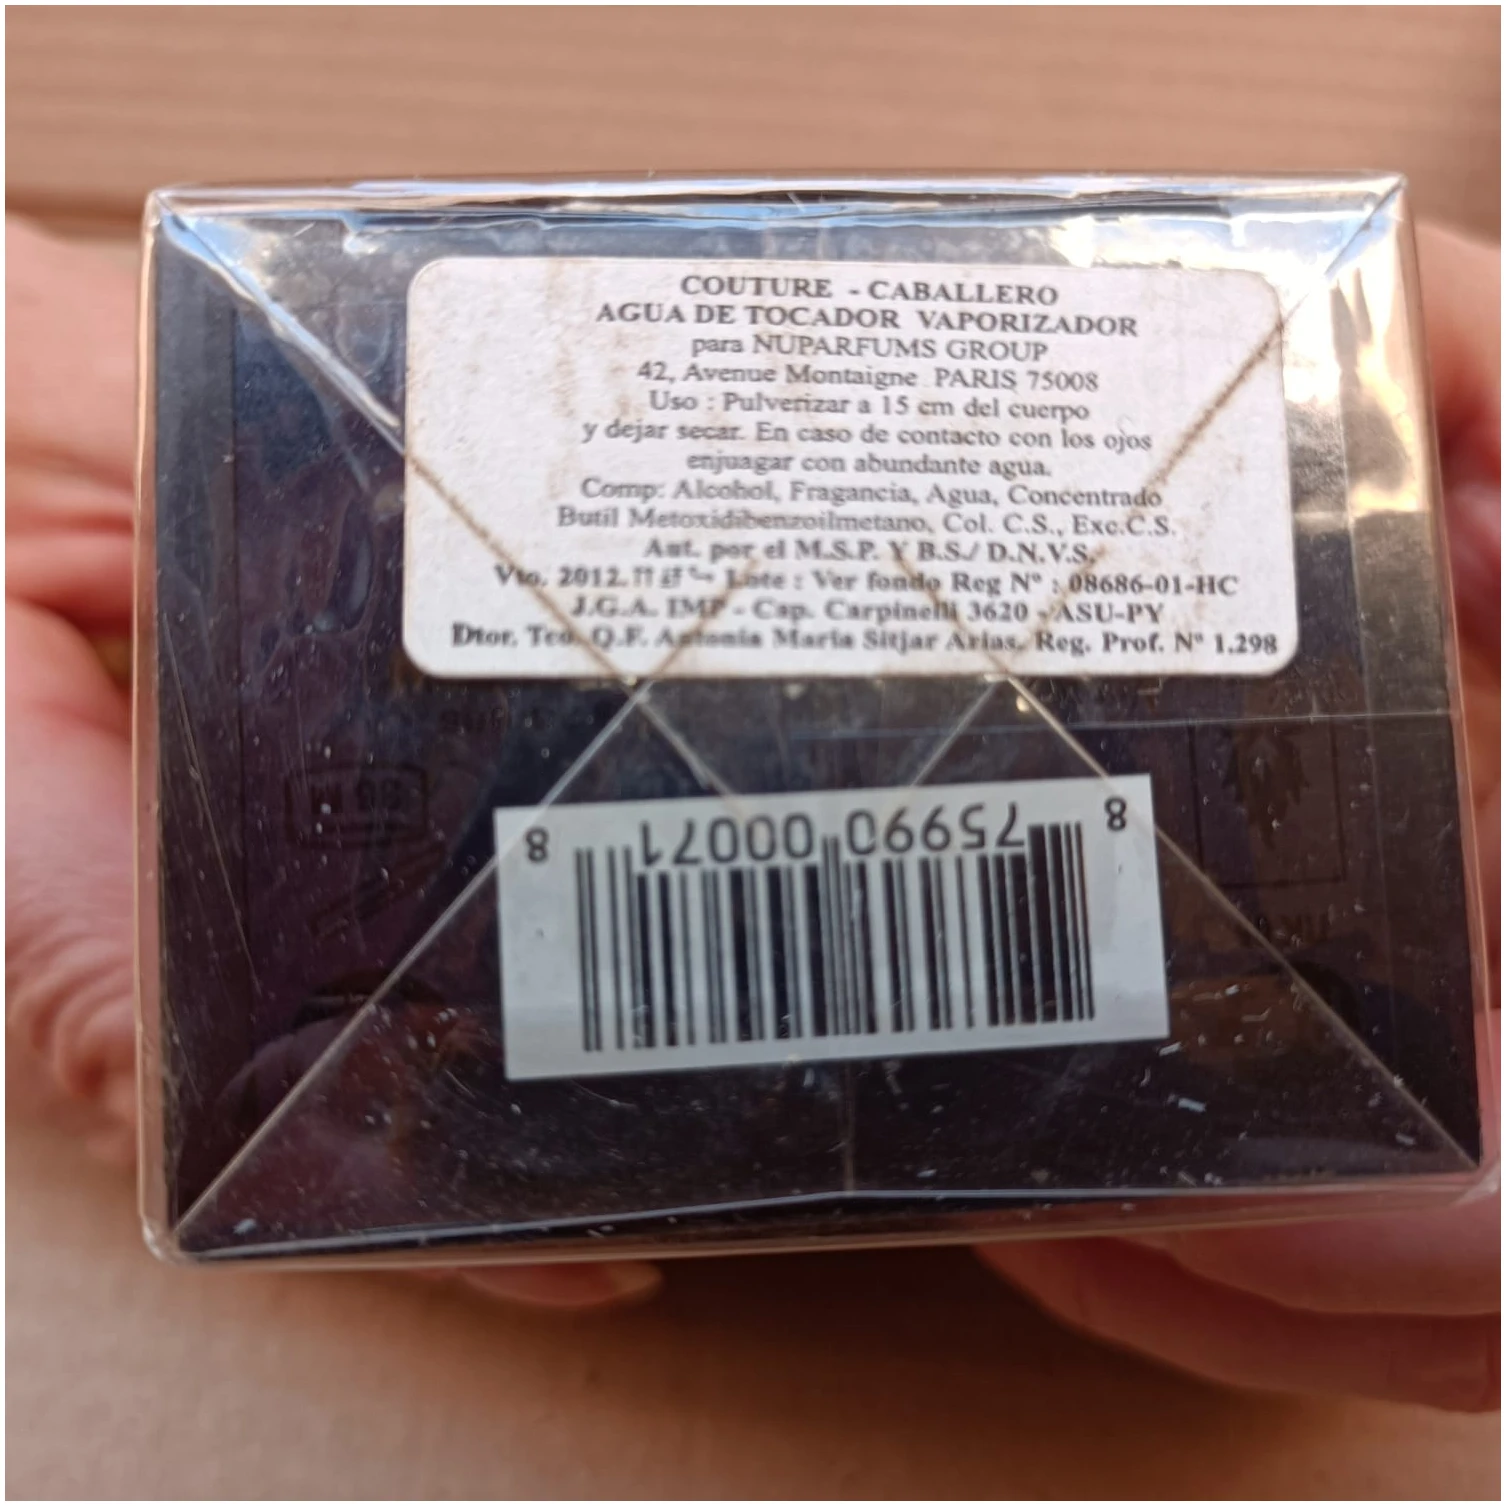 COUTURE - CABALLERO
AGUA DE TOCADOR VAPORIZADOR
para NUPARFUMS GROUP
42, Avenue Montaigne PARIS 75008
Uso : Pulverizar a 15 cm del cuerpo
y dejar secar. En caso de contacto con los ojos
enjuagar con abundante agua.
Comp: Alcohol, Fragancia, Agua, Concentrado
Butil Metoxidibenzoilmetano, Col. C.S., Exc.C.S.
Aut. por el M.S.P. Y B.S./ D.N.V.S.
Vto. 2012. Lote : Ver fondo Reg Nº : 08686-01-HC
J.G.A. IMP - Cap. Carpinelli 3620 - ASU-PY
Dtor. Tco. Q.F. Antonia Maria Sitjar Arias. Reg. Prof. Nº 1.298
8 75990 00071 8